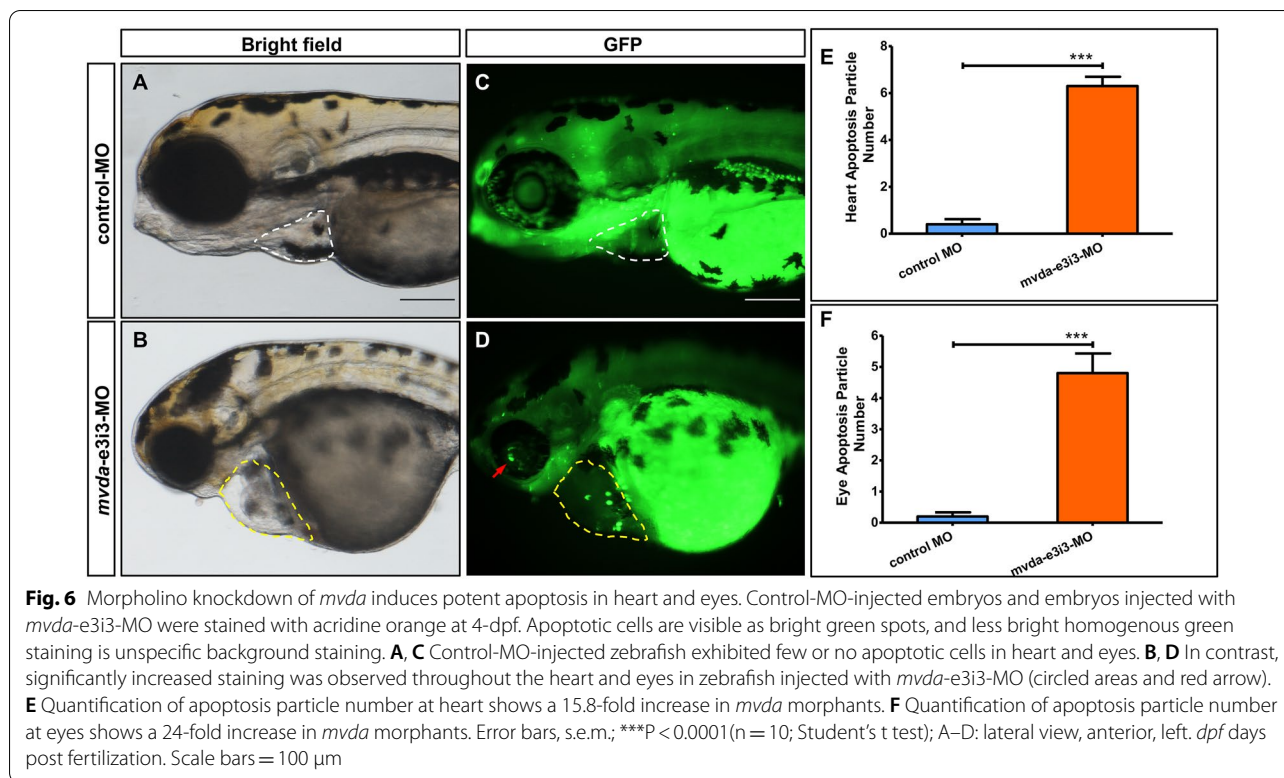 Bright field
GFP
control-MO
mvda-e3i3-MO
A
C
B
D
E
Heart Apoptosis Particle
Number
8
6
4
2
0
***
control MO
mvda-e3i3-MO
F
Eye Apoptosis Particle
Number
6
5
4
3
2
1
0
***
control MO
mvda-e3i3-MO
Fig. 6 Morpholino knockdown of mvda induces potent apoptosis in heart and eyes. Control-MO-injected embryos and embryos injected with
mvda-e3i3-MO were stained with acridine orange at 4-dpf. Apoptotic cells are visible as bright green spots, and less bright homogenous green
staining is unspecific background staining. A, C Control-MO-injected zebrafish exhibited few or no apoptotic cells in heart and eyes. B, D In contrast,
significantly increased staining was observed throughout the heart and eyes in zebrafish injected with mvda-e3i3-MO (circled areas and red arrow).
E Quantification of apoptosis particle number at heart shows a 15.8-fold increase in mvda morphants. F Quantification of apoptosis particle number
at eyes shows a 24-fold increase in mvda morphants. Error bars, s.e.m.; ***P < 0.0001(n = 10; Student's t test); A–D: lateral view, anterior, left. dpf days
post fertilization. Scale bars = 100 µm